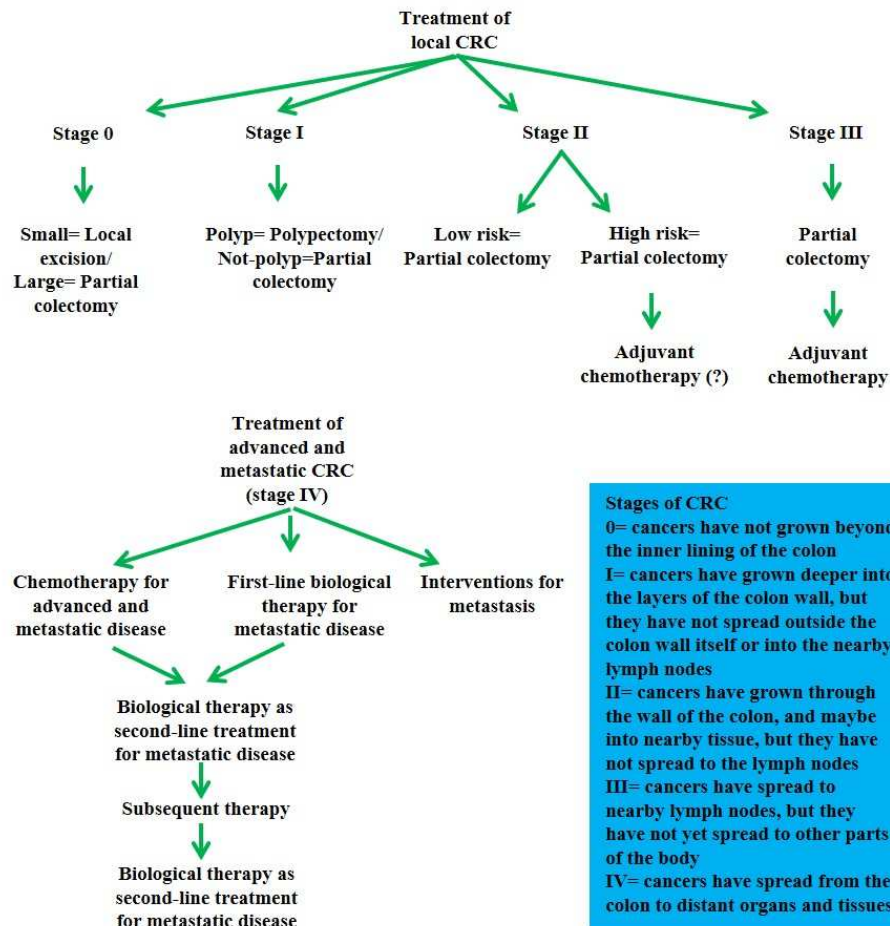 Treatment of
local CRC
Stage 0
Stage I
Stage II
Stage III
Small= Local
excision/
Large= Partial
colectomy
Polyp= Polypectomy/
Not-polyp=Partial
colectomy
Low risk=
Partial colectomy
High risk=
Partial colectomy
Partial
colectomy
Adjuvant
chemotherapy (?)
Adjuvant
chemotherapy
Treatment of
advanced and
metastatic CRC
(stage IV)
Chemotherapy for
advanced and
metastatic disease
First-line biological
therapy for
metastatic disease
Interventions for
metastasis
Biological therapy as
second-line treatment
for metastatic disease
Subsequent therapy
Biological therapy as
second-line treatment
for metastatic disease
Stages of CRC
0= cancers have not grown beyond
the inner lining of the colon
I= cancers have grown deeper into
the layers of the colon wall, but
they have not spread outside the
colon wall itself or into the nearby
lymph nodes
II= cancers have grown through
the wall of the colon, and maybe
into nearby tissue, but they have
not spread to the lymph nodes
III= cancers have spread to
nearby lymph nodes, but they
have not yet spread to other parts
of the body
IV= cancers have spread from the
colon to distant organs and tissues